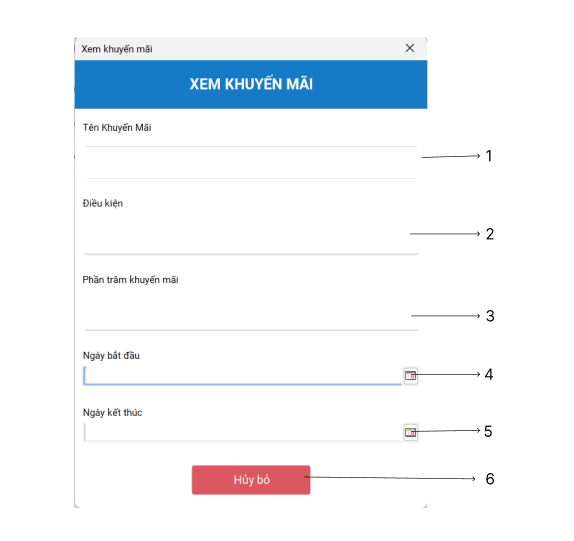 Xem khuyến mãi
XEM KHUYẾN MÃI
Tên Khuyến Mãi
1
Điều kiện
2
Phần trăm khuyến mãi
3
Ngày bắt đầu
4
Ngày kết thúc
5
Hủy bỏ
6